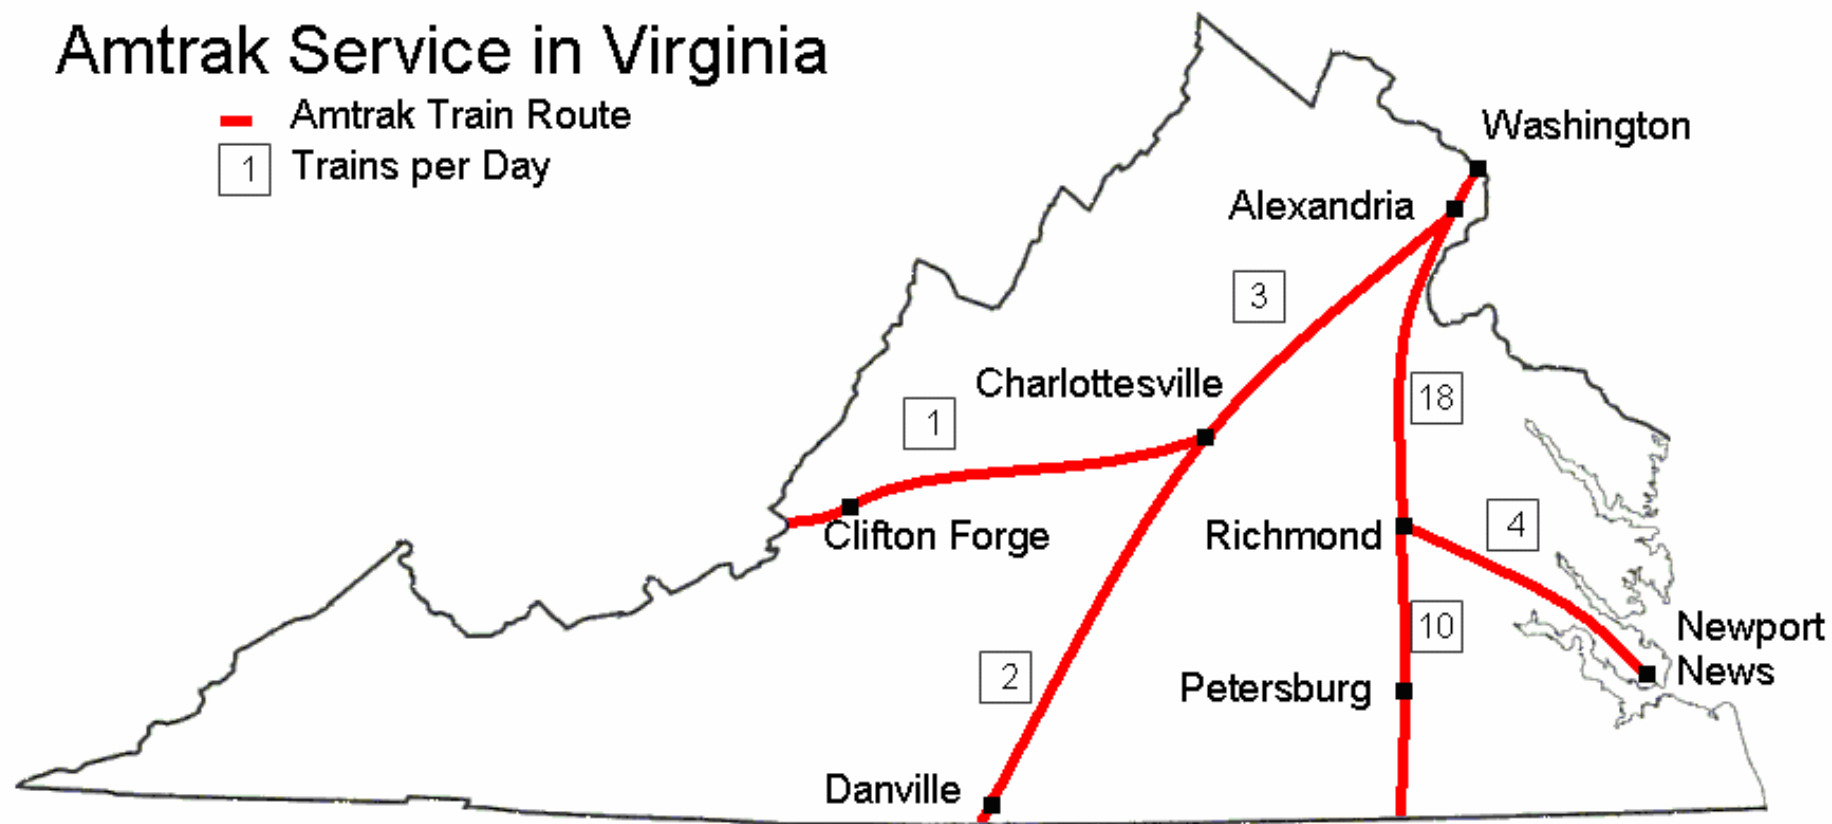 Amtrak Service in Virginia
Amtrak Train Route
1 Trains per Day
Washington
Alexandria
3
Charlottesville
18
1
Clifton Forge
Richmond
4
10
Newport
News
2
Petersburg
Danville